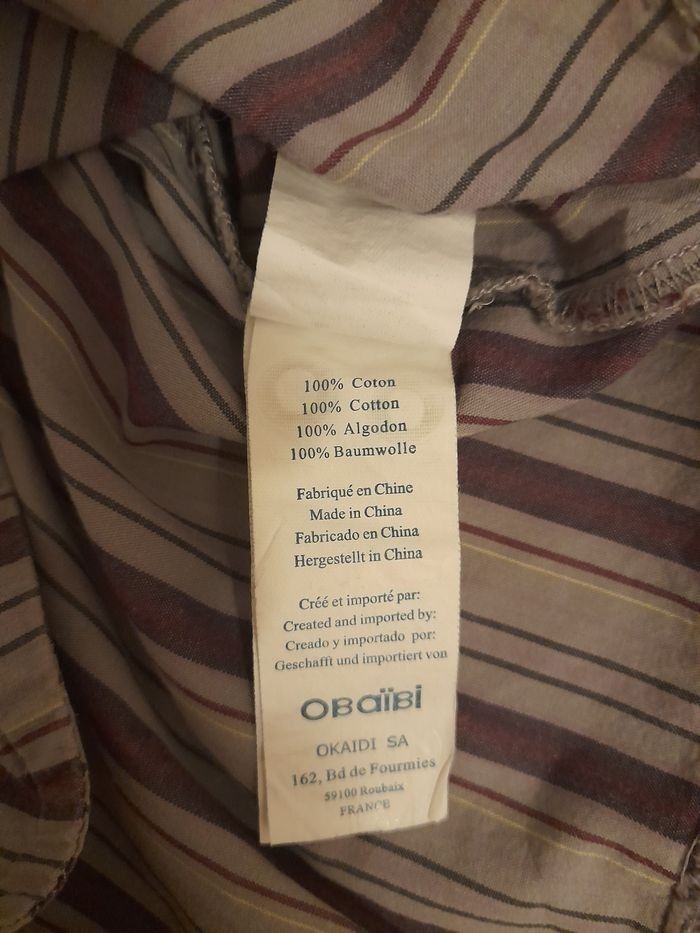 100% Coton
100% Cotton
100% Algodon
100% Baumwolle
Fabriqué en Chine
Made in China
Fabricado en China
Hergestellt in China
Créé et importé par:
Created and imported by:
Creado y importado por:
Geschafft und importiert von
OBaïBi
OKAIDI SA
162, Bd de Fourmies
59100 Roubaix
FRANCE